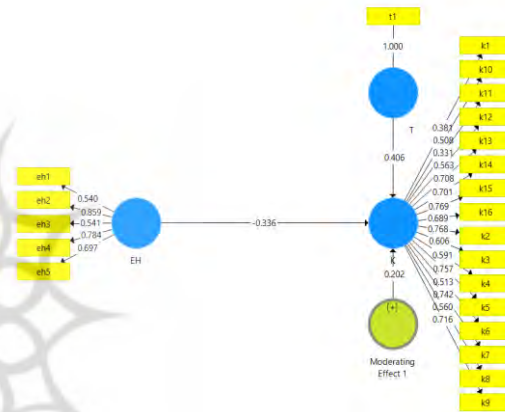 t1
1.000
T
0.406
eh1
eh2
eh3
eh4
eh5
0.540
0.859
0.541
0.784
0.697
EH
-0.336
K
0.202
[+]
Moderating
Effect 1
0.381
0.508
0.331
0.563
0.708
0.701
0.769
0.689
0.768
0.606
0.591
0.757
0.513
0.742
0.560
0.716
k1
k10
k11
k12
k13
k14
k15
k16
k2
k3
k4
k5
k6
k7
k8
k9